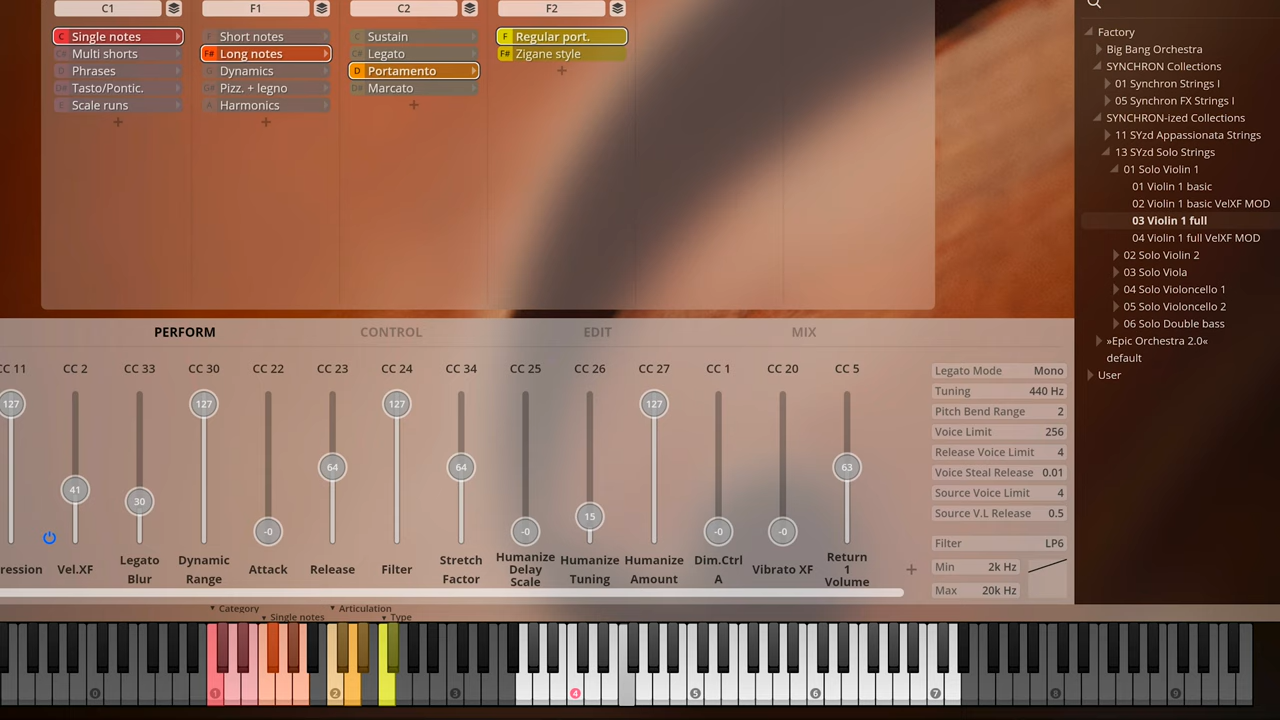 C1
F1
C2
F2
C Single notes
C# Multi shorts
D Phrases
D# Tasto/Pontic.
E Scale runs
+
Short notes
F# Long notes
G Dynamics
G# Pizz. + legno
A Harmonics
+
C Sustain
C# Legato
D Portamento
D# Marcato
+
F Regular port.
F# Zigane style
+
Factory
Big Bang Orchestra
SYNCHRON Collections
01 Synchron Strings I
05 Synchron FX Strings I
SYNCHRON-ized Collections
11 SYzd Appassionata Strings
13 SYzd Solo Strings
01 Solo Violin 1
01 Violin 1 basic
02 Violin 1 basic VelXF MOD
03 Violin 1 full
04 Violin 1 full VelXF MOD
02 Solo Violin 2
03 Solo Viola
04 Solo Violoncello 1
05 Solo Violoncello 2
06 Solo Double bass
»Epic Orchestra 2.0«
default
User
PERFORM
CONTROL
EDIT
MIX
CC 11
CC 2
CC 33
CC 30
CC 22
CC 23
CC 24
CC 34
CC 25
CC 26
CC 27
CC 1
CC 20
CC 5
127
41
30
127
-0
64
127
64
-0
15
127
-0
-0
63
ression
Vel.XF
Legato
Blur
Dynamic
Range
Attack
Release
Filter
Stretch
Factor
Humanize
Delay
Scale
Humanize
Tuning
Humanize
Amount
Dim.Ctrl
A
Vibrato XF
Return
1
Volume
+
Legato Mode Mono
Tuning 440 Hz
Pitch Bend Range 2
Voice Limit 256
Release Voice Limit 4
Voice Steal Release 0.01
Source Voice Limit 4
Source V.L Release 0.5
Filter LP6
Min 2k Hz
Max 20k Hz
Category
Single notes
Articulation
Type
0
1
2
3
4
5
6
7
8
9